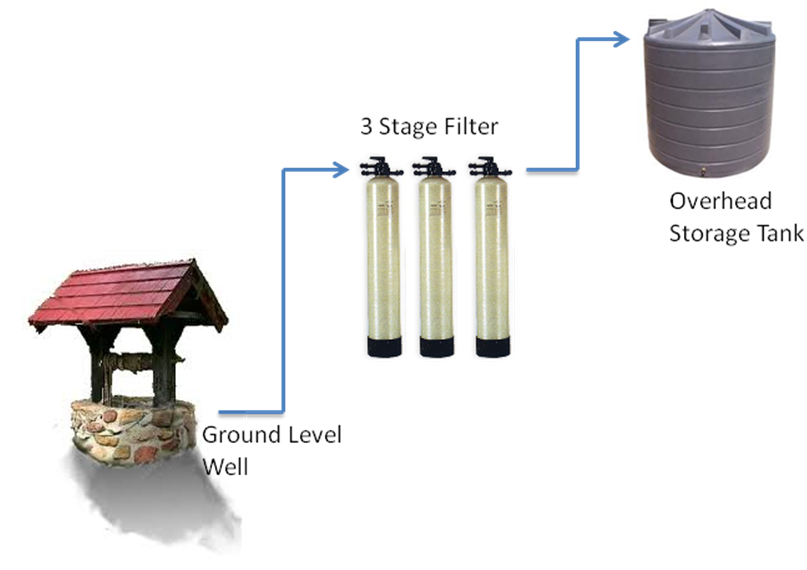 3 Stage Filter
Overhead
Storage Tank
Ground Level
Well